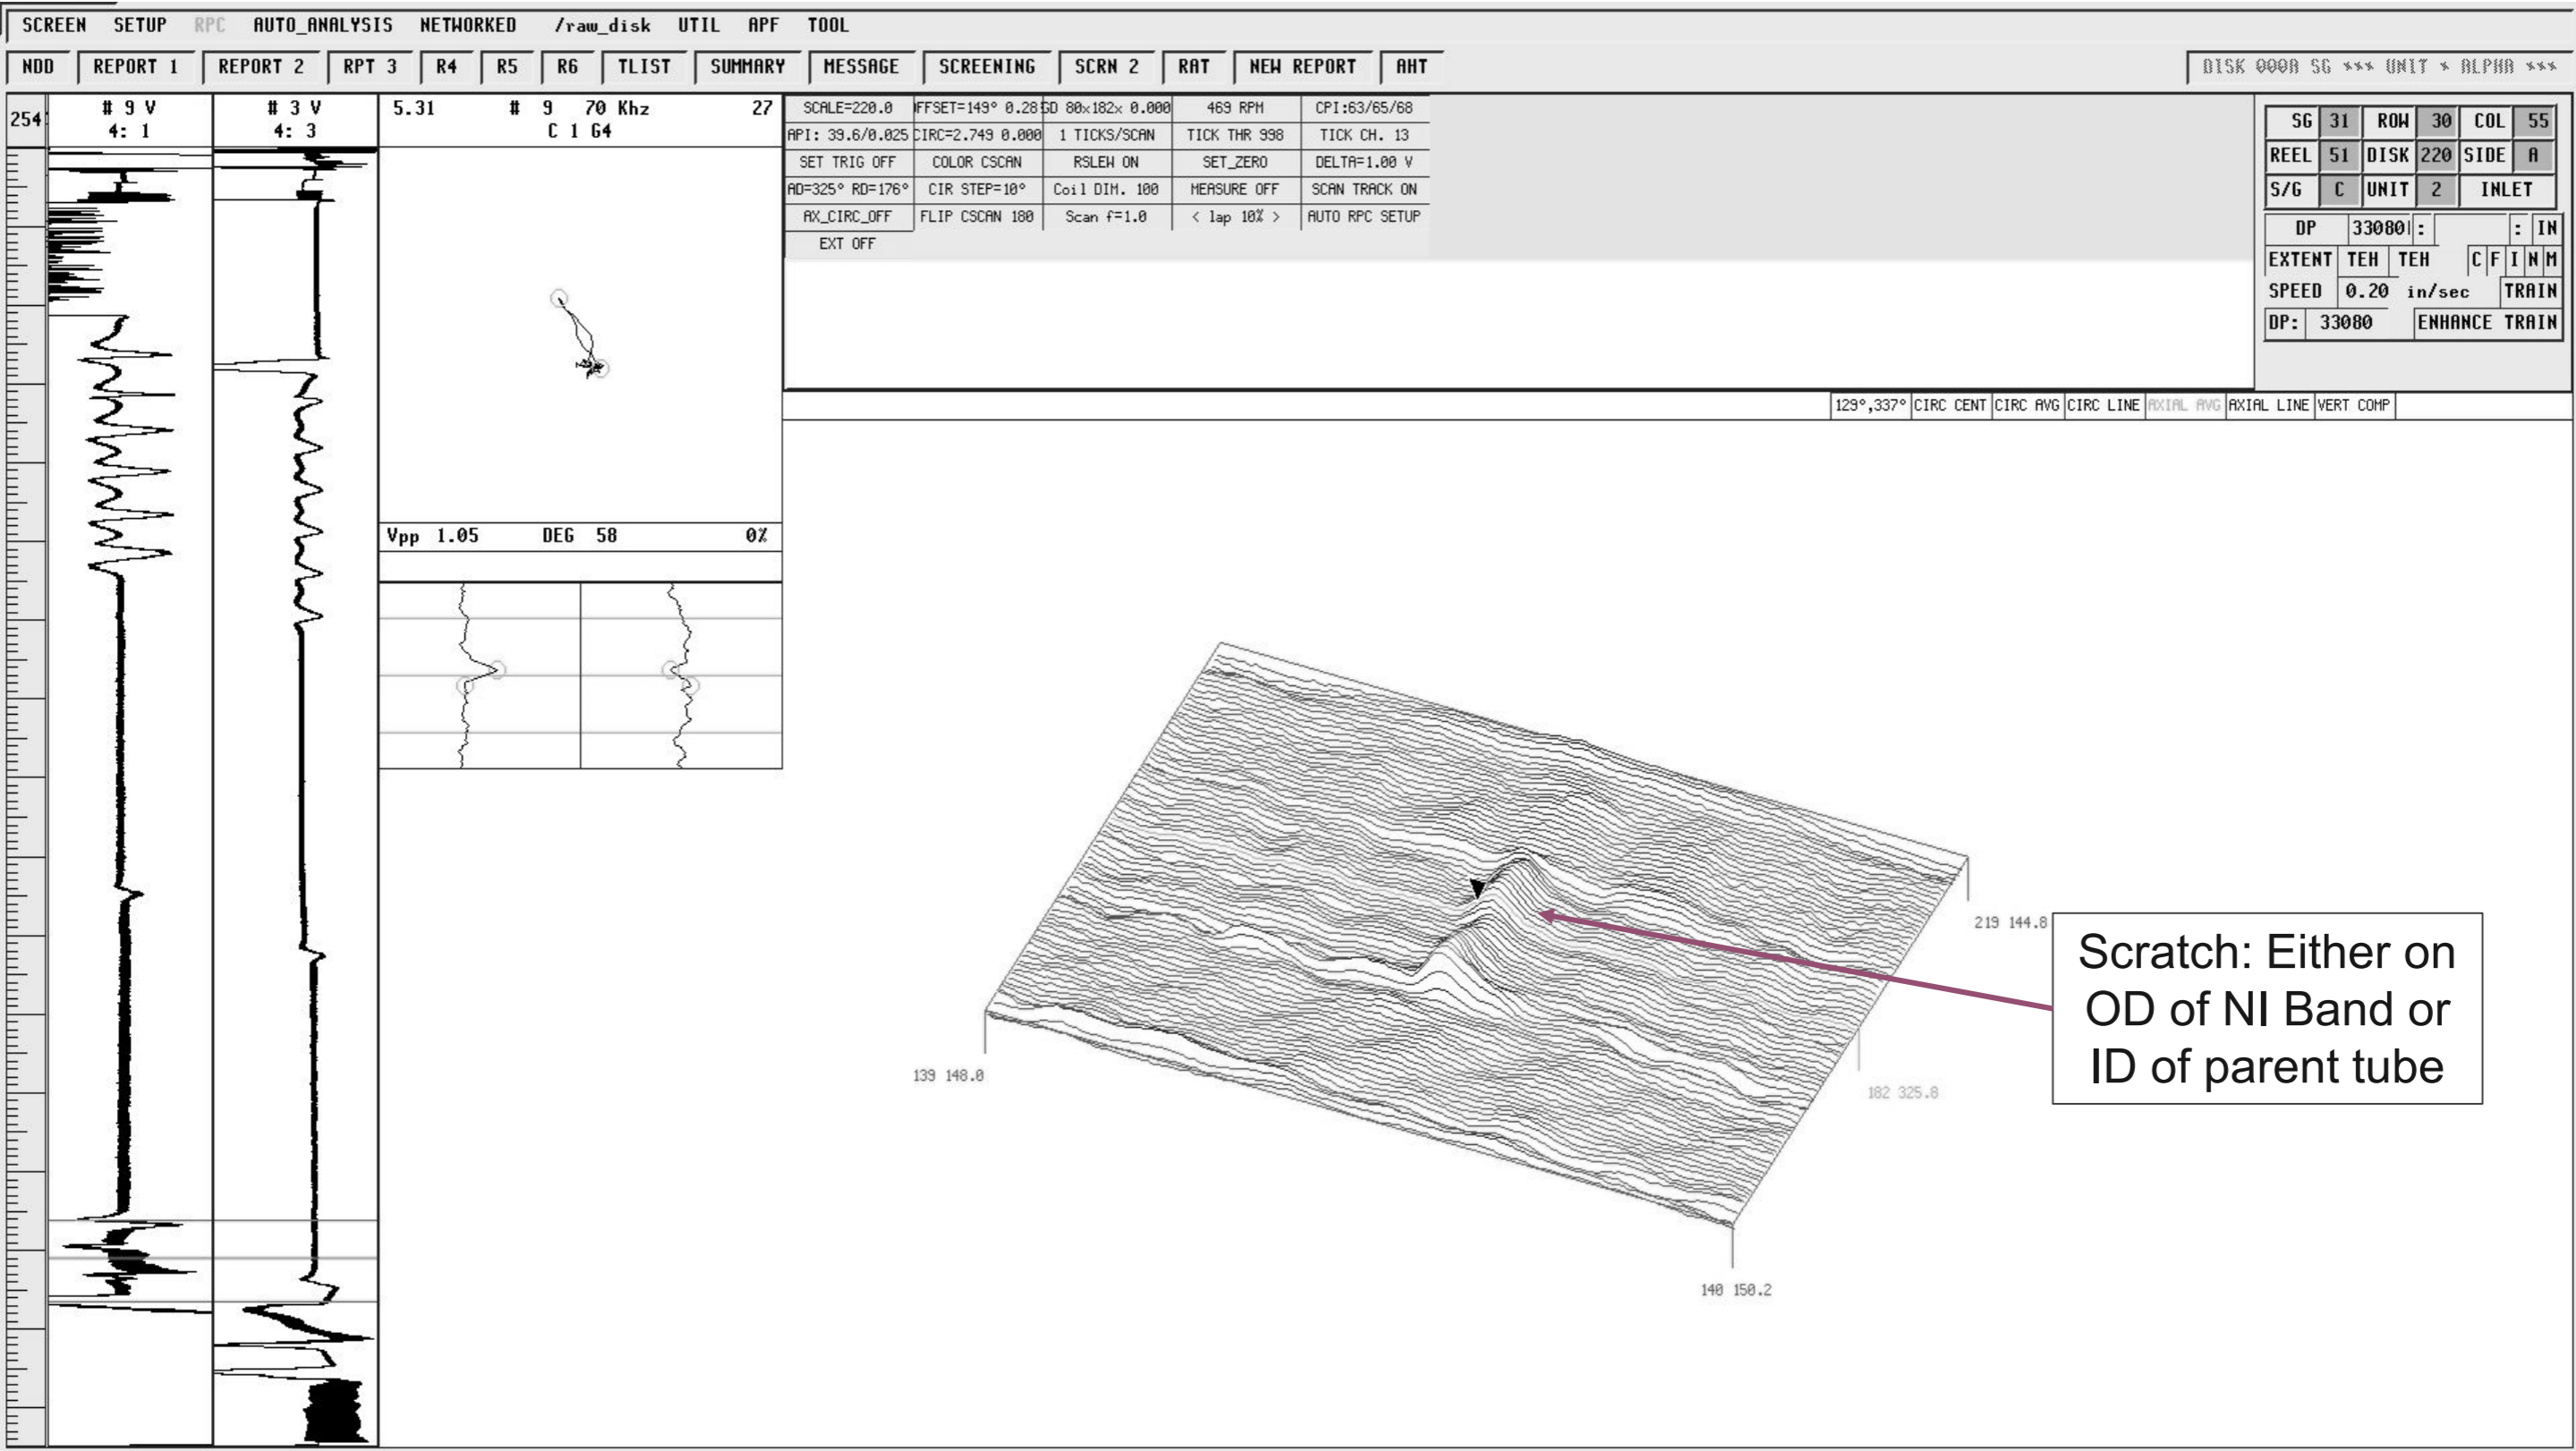 SCREEN SETUP RPC AUTO_ANALYSIS NETWORKED /raw_disk UTIL APF TOOL
NDD REPORT 1 REPORT 2 RPT 3 R4 R5 R6 TLIST SUMMARY MESSAGE SCREENING SCRN 2 RAT NEW REPORT AHT
254
# 9 V
4: 1
# 3 V
4: 3
5.31 # 9 70 Khz 27
C 1 G4
Vpp 1.05 DEG 58 0%
SCALE=220.0 FFSET=149° 0.28 GD 80x182x 0.000 469 RPM CPI:63/65/68
API: 39.6/0.025 CIRC=2.749 0.000 1 TICKS/SCAN TICK THR 998 TICK CH. 13
SET TRIG OFF COLOR CSCAN RSLEW ON SET_ZERO DELTA=1.00 V
AD=325° RD=176° CIR STEP=10° Coil DIM. 100 MEASURE OFF SCAN TRACK ON
AX_CIRC_OFF FLIP CSCAN 180 Scan f=1.0 < lap 10% > AUTO RPC SETUP
EXT OFF
SG 31 ROW 30 COL 55
REEL 51 DISK 220 SIDE A
S/G C UNIT 2 INLET
DP 33080 : : IN
EXTENT TEH TEH C F I N M
SPEED 0.20 in/sec TRAIN
DP: 33080 ENHANCE TRAIN
129°,337° CIRC CENT CIRC AVG CIRC LINE AXIAL AVG AXIAL LINE VERT COMP
219 144.8
139 148.0
182 325.8
140 150.2
Scratch: Either on
OD of NI Band or
ID of parent tube